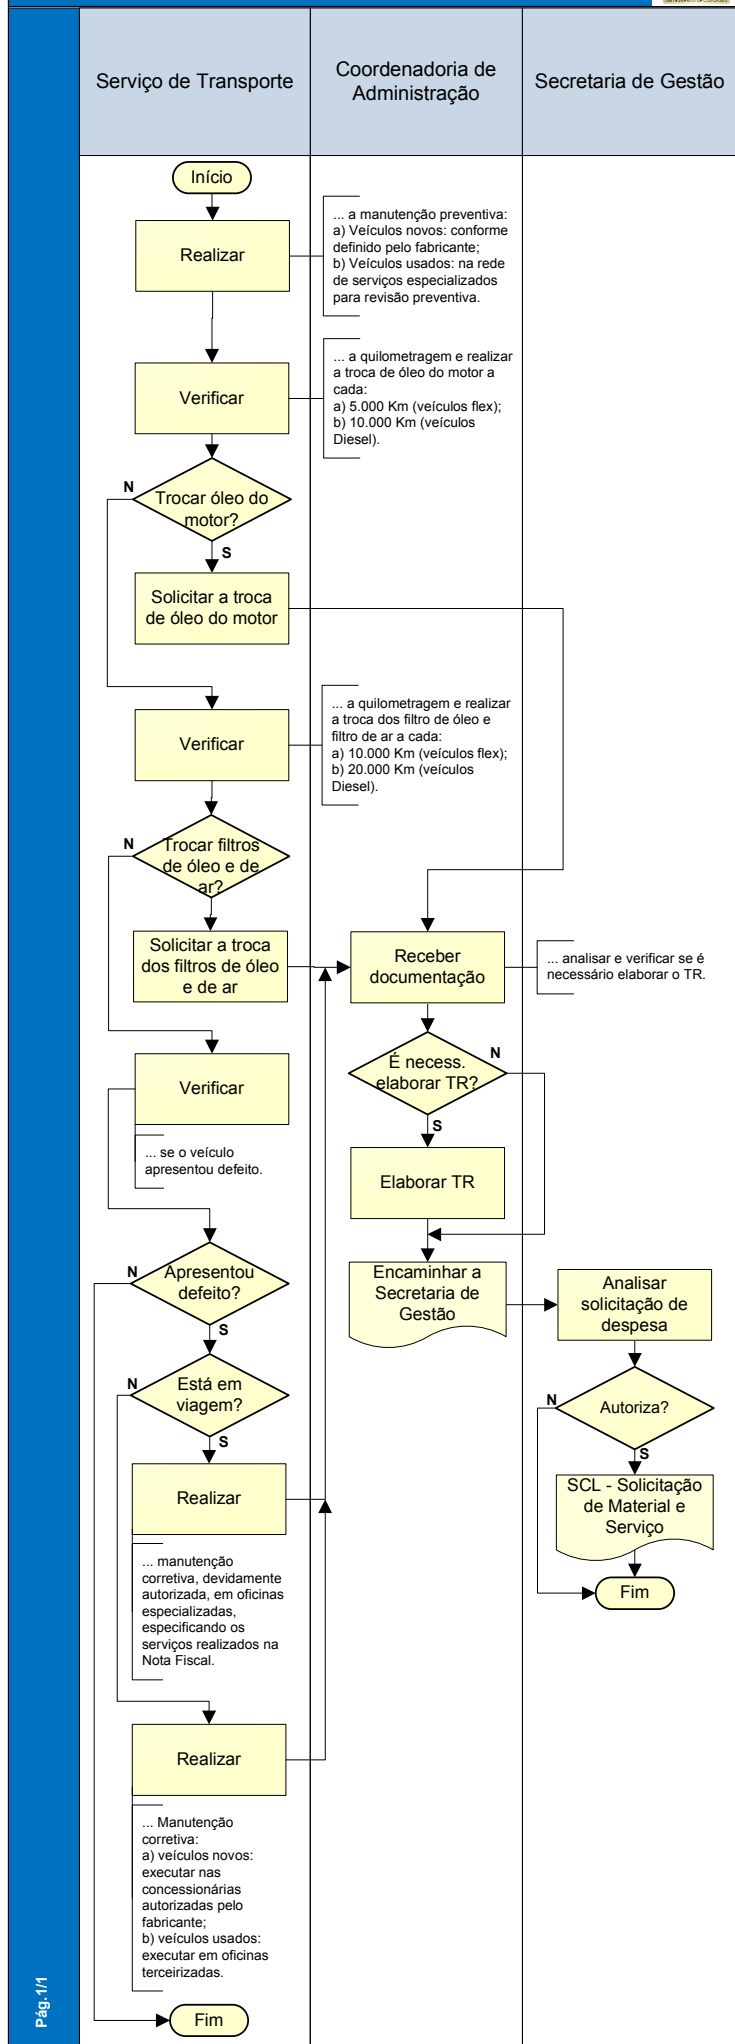 Serviço de Transporte
Coordenadoria de
Administração
Secretaria de Gestão
Início
Realizar
... a manutenção preventiva:
a) Veículos novos: conforme
definido pelo fabricante;
b) Veículos usados: na rede
de serviços especializados
para revisão preventiva.
Verificar
... a quilometragem e realizar
a troca de óleo do motor a
cada:
a) 5.000 Km (veículos flex);
b) 10.000 Km (veículos
Diesel).
N
Trocar óleo do
motor?
S
Solicitar a troca
de óleo do motor
Verificar
... a quilometragem e realizar
a troca dos filtro de óleo e
filtro de ar a cada:
a) 10.000 Km (veículos flex);
b) 20.000 Km (veículos
Diesel).
N
Trocar filtros
de óleo e de
ar?
Solicitar a troca
dos filtros de óleo
e de ar
Receber
documentação
... analisar e verificar se é
necessário elaborar o TR.
Verificar
... se o veículo
apresentou defeito.
É necess.
elaborar TR?
N
S
Elaborar TR
Encaminhar a
Secretaria de
Gestão
Analisar
solicitação de
despesa
N
Apresentou
defeito?
S
N
Está em
viagem?
S
N
Autoriza?
S
SCL - Solicitação
de Material e
Serviço
Fim
Realizar
... manutenção
corretiva, devidamente
autorizada, em oficinas
especializadas,
especificando os
serviços realizados na
Nota Fiscal.
Realizar
... Manutenção
corretiva:
a) veículos novos:
executar nas
concessionárias
autorizadas pelo
fabricante;
b) veículos usados:
executar em oficinas
terceirizadas.
Fim
Pág.1/1